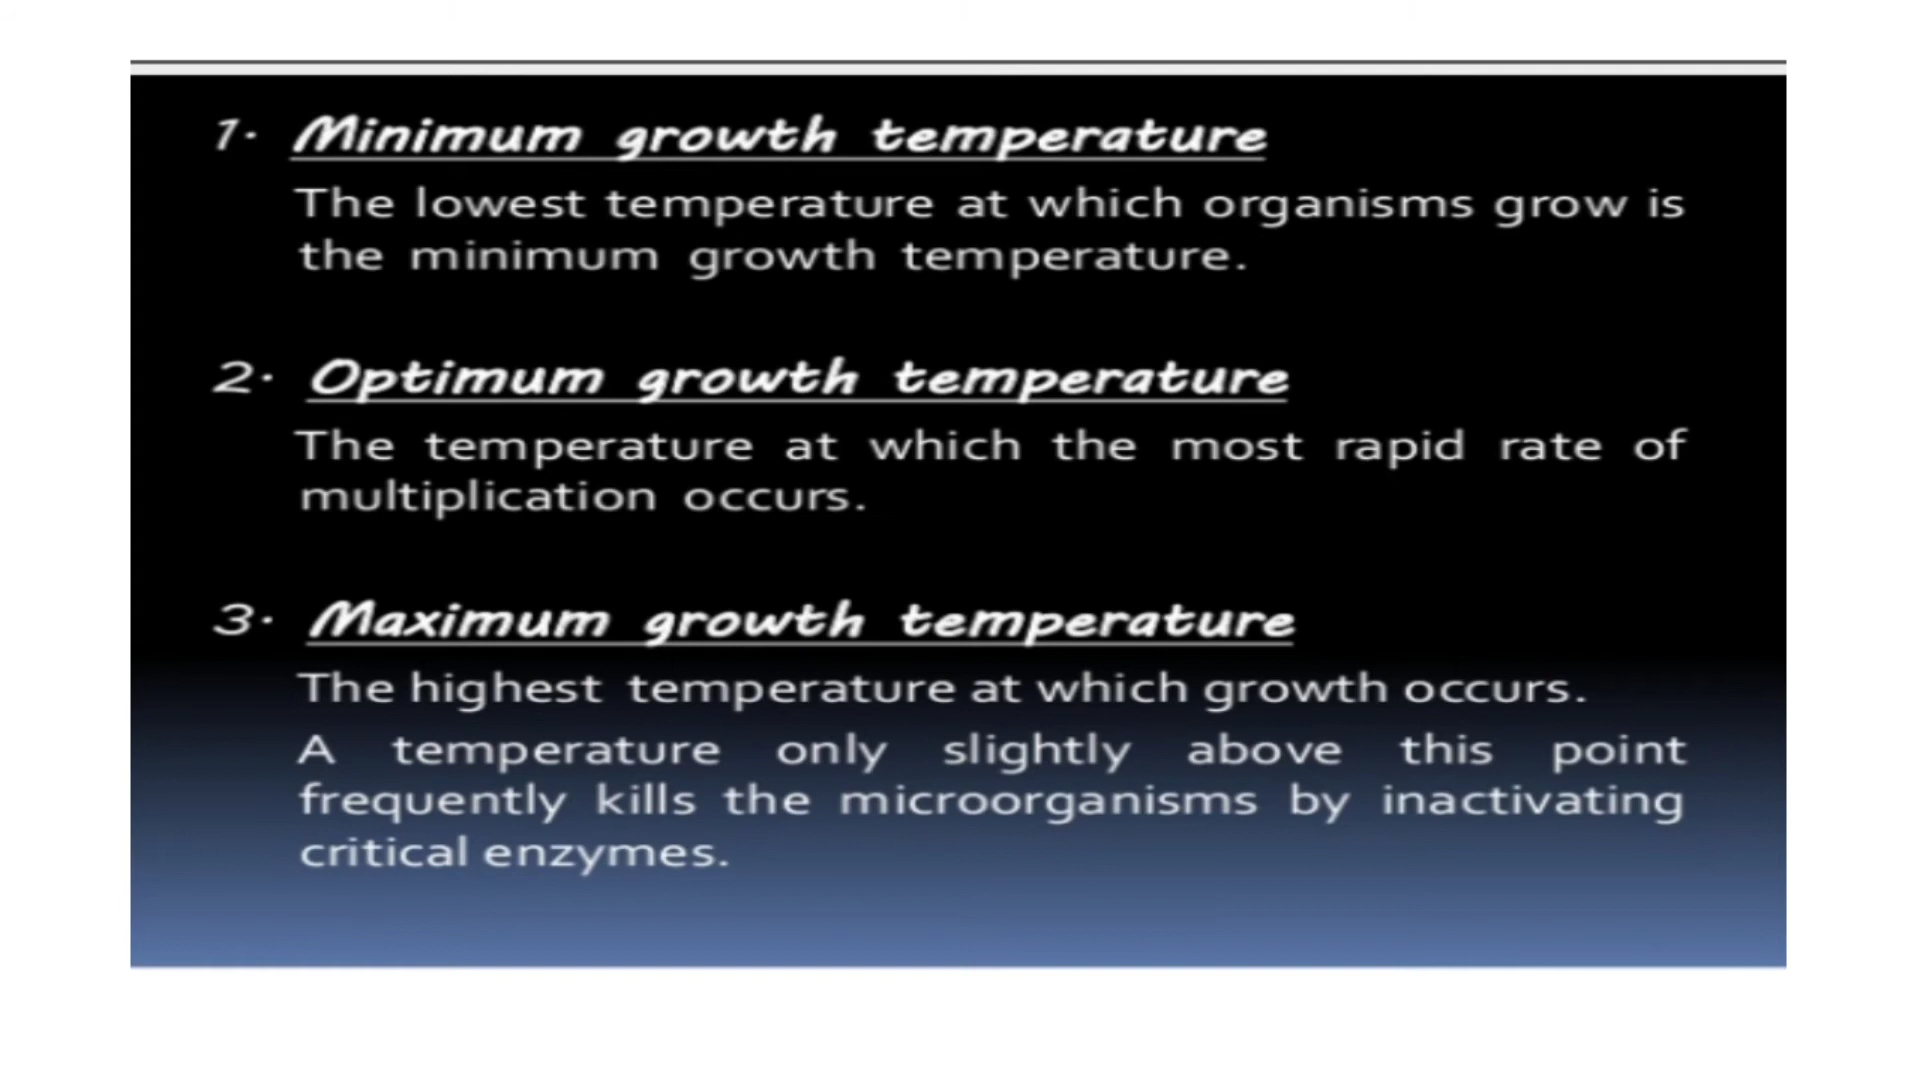 1. Minimum growth temperature
The lowest temperature at which organisms grow is
the minimum growth temperature.
2. Optimum growth temperature
The temperature at which the most rapid rate of
multiplication occurs.
3. Maximum growth temperature
The highest temperature at which growth occurs.
A temperature only slightly above this point
frequently kills the microorganisms by inactivating
critical enzymes.